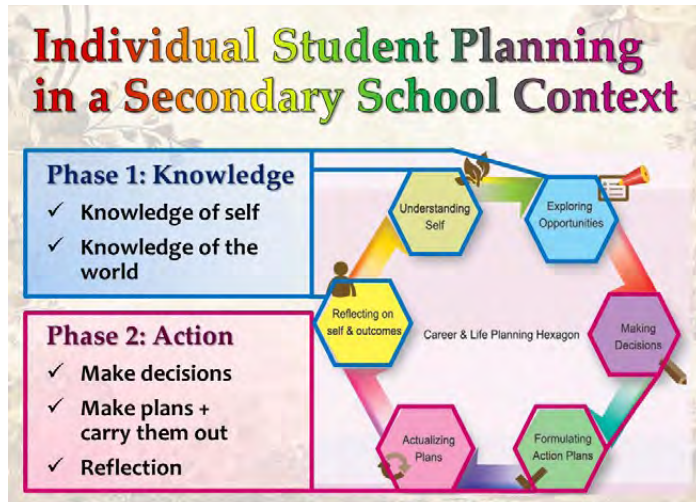 Individual Student Planning
in a Secondary School Context
Phase 1: Knowledge
✓ Knowledge of self
✓ Knowledge of the
world
Phase 2: Action
✓ Make decisions
✓ Make plans +
carry them out
✓ Reflection
Understanding
Self
Exploring
Opportunities
Reflecting on
self & outcomes
Career & Life Planning Hexagon
Making
Decisions
Actualizing
Plans
Formulating
Action Plans